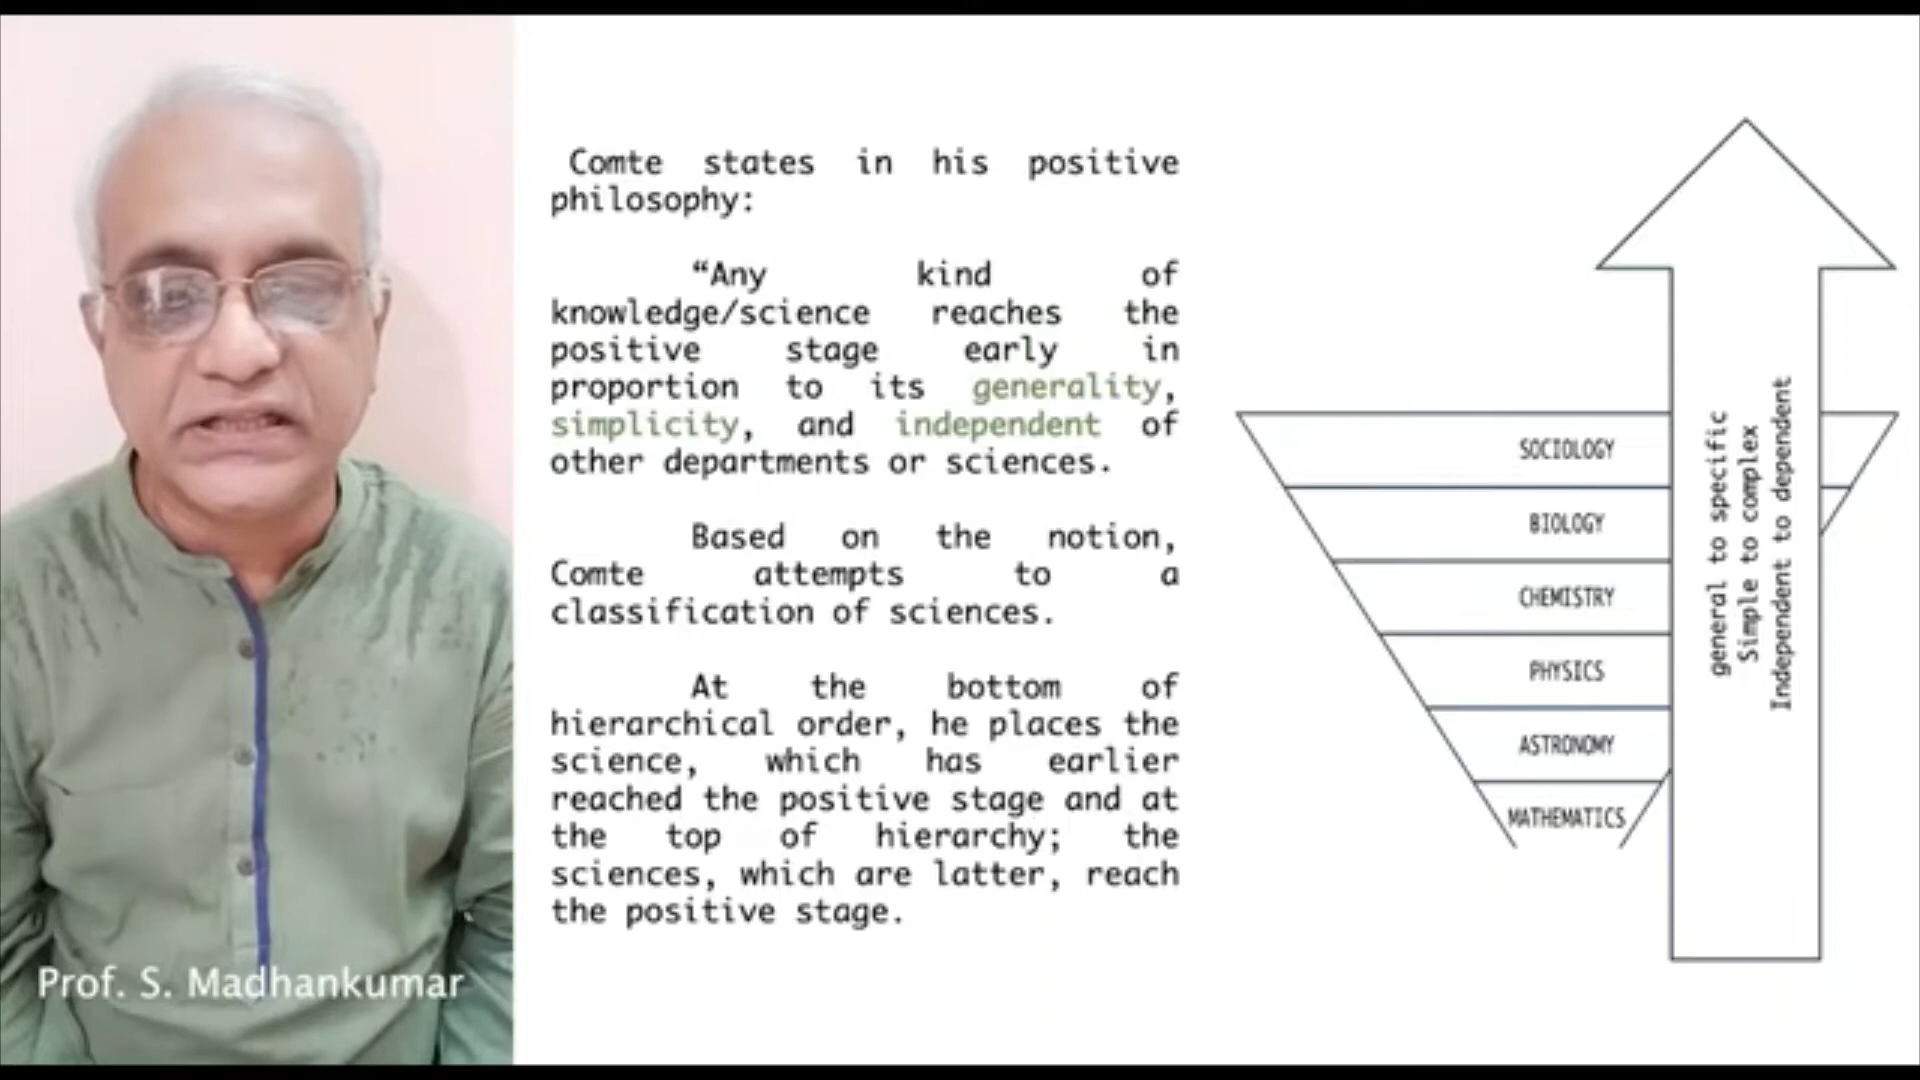 Comte states in his positive
philosophy:
“Any kind of
knowledge/science reaches the
positive stage early in
proportion to its generality,
simplicity, and independent of
other departments or sciences.
Based on the notion,
Comte attempts to a
classification of sciences.
At the bottom of
hierarchical order, he places the
science, which has earlier
reached the positive stage and at
the top of hierarchy; the
sciences, which are latter, reach
the positive stage.
SOCIOLOGY
BIOLOGY
CHEMISTRY
PHYSICS
ASTRONOMY
MATHEMATICS
general to specific
Simple to complex
Independent to dependent
Prof. S. Madhankumar